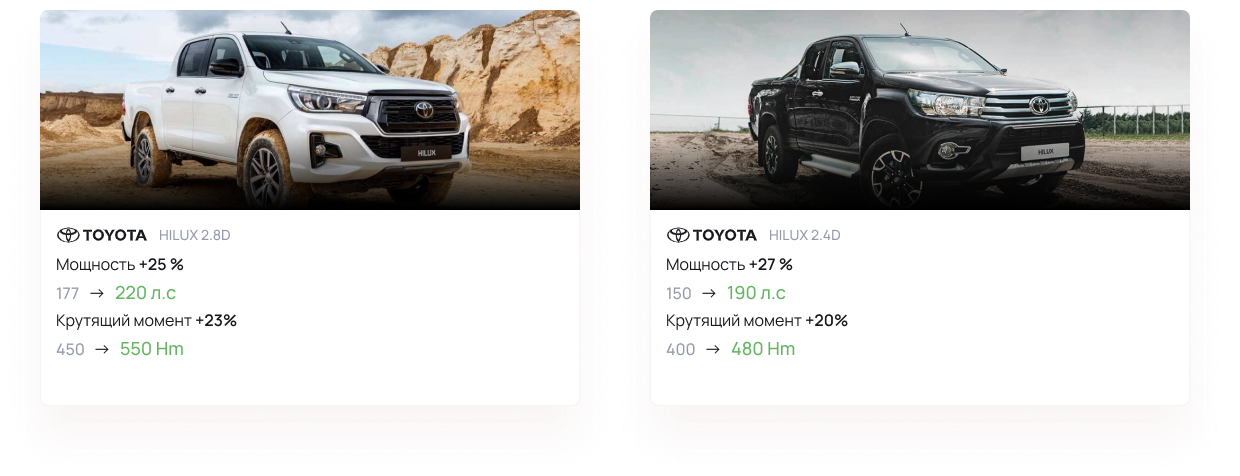 HILUX
TOYOTA HILUX 2.8D
Мощность +25 %
177 → 220 л.с
Крутящий момент +23%
450 → 550 Hm
HILUX
TOYOTA HILUX 2.4D
Мощность +27 %
150 → 190 л.с
Крутящий момент +20%
400 → 480 Hm